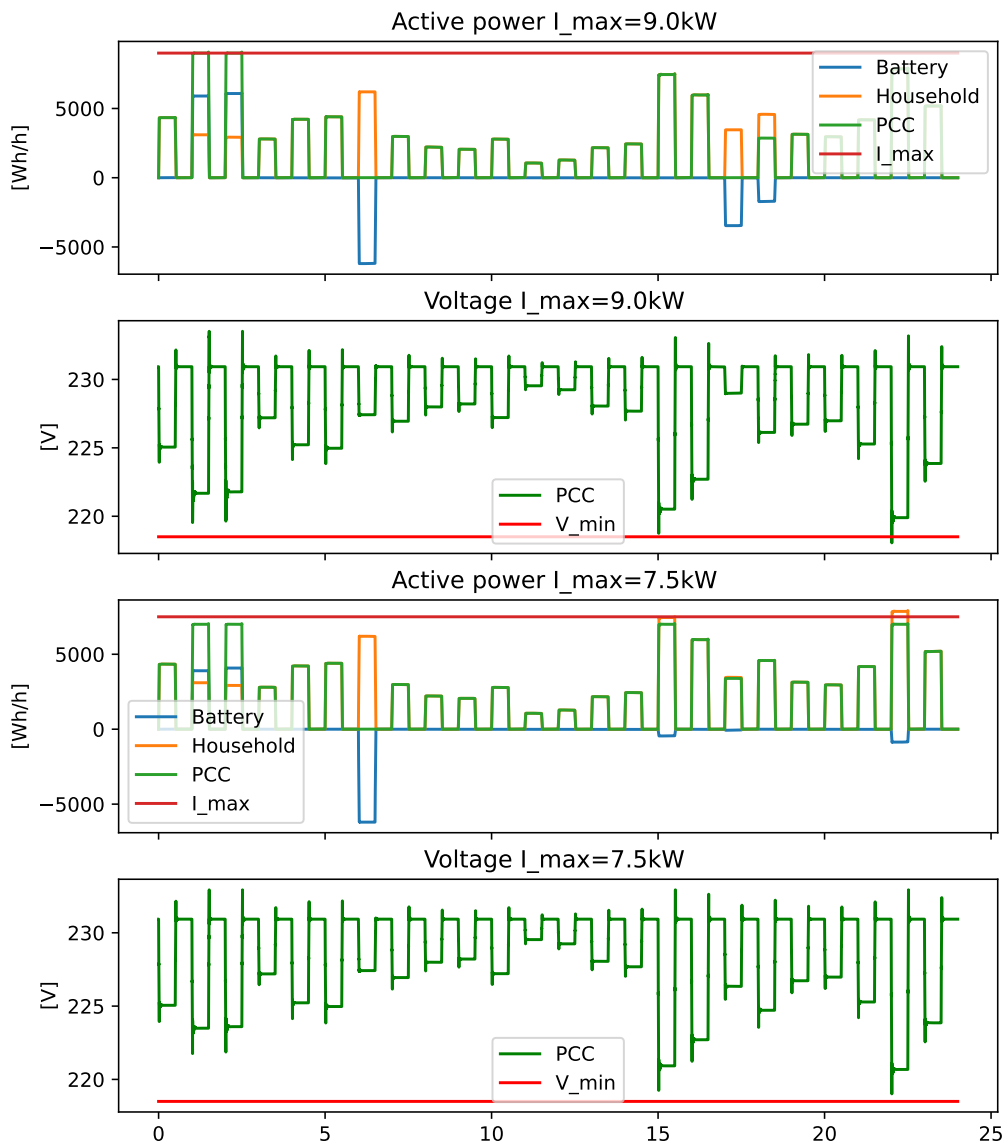 Active power I_max=9.0kW
[Wh/h]
5000
0
−5000
Battery
Household
PCC
I_max
Voltage I_max=9.0kW
[V]
230
225
220
PCC
V_min
Active power I_max=7.5kW
[Wh/h]
5000
0
−5000
Battery
Household
PCC
I_max
Voltage I_max=7.5kW
[V]
230
225
220
PCC
V_min
0 5 10 15 20 25